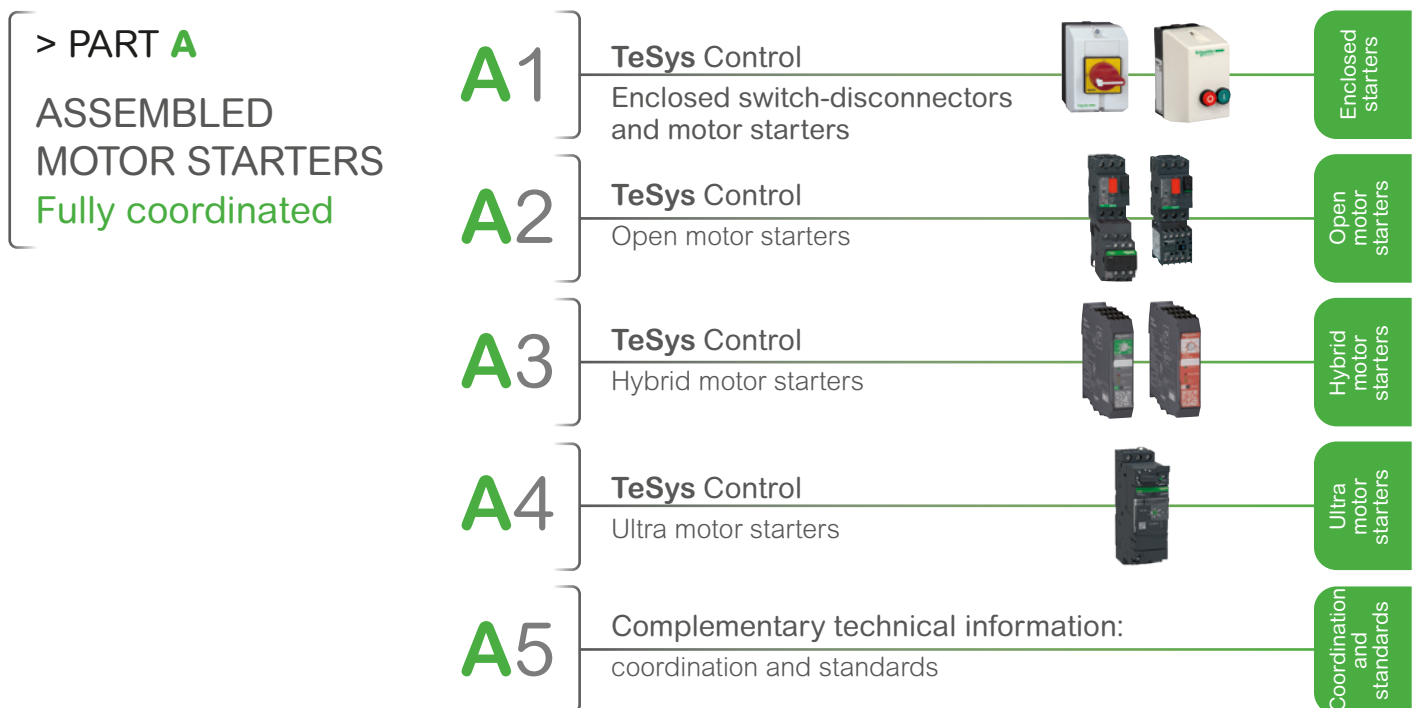 > PART A
ASSEMBLED
MOTOR STARTERS
Fully coordinated
A1
TeSys Control
Enclosed switch-disconnectors
and motor starters
Enclosed
starters
A2
TeSys Control
Open motor starters
Open
motor
starters
A3
TeSys Control
Hybrid motor starters
Hybrid
motor
starters
A4
TeSys Control
Ultra motor starters
Ultra
motor
starters
A5
Complementary technical information:
coordination and standards
Coordination
and
standards